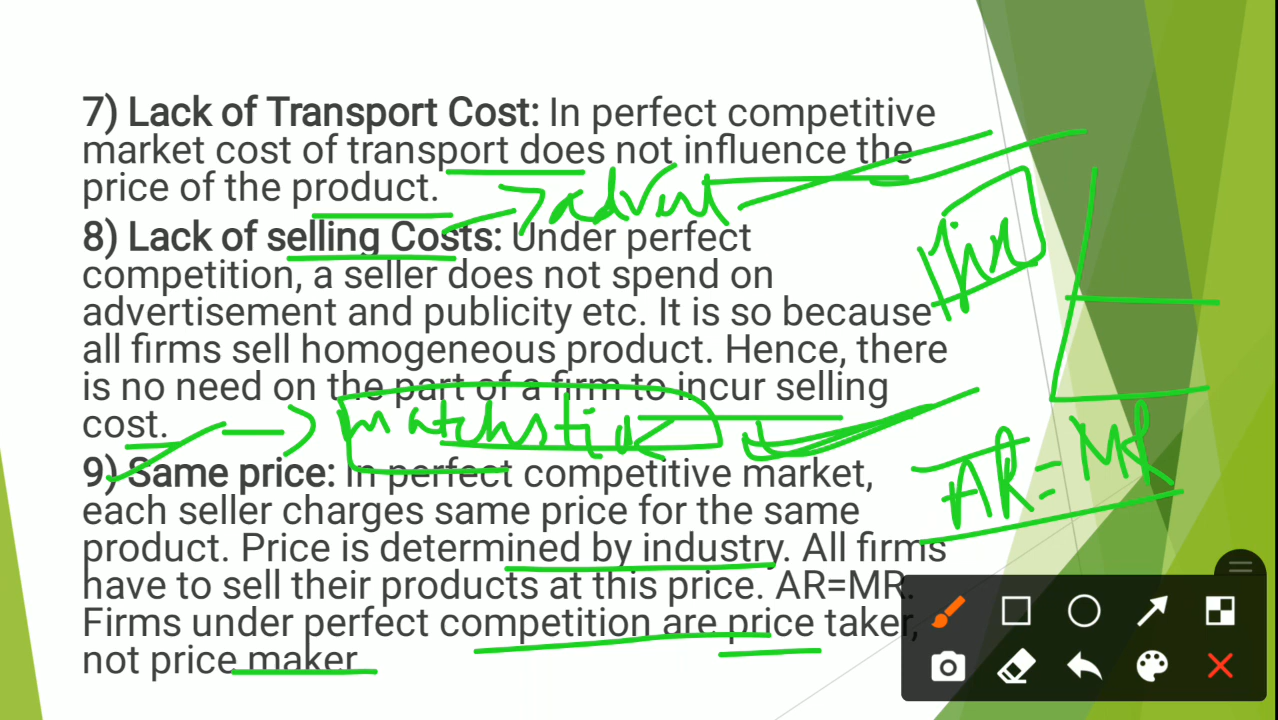 7) Lack of Transport Cost: In perfect competitive
market cost of transport does not influence the
price of the product.
advert
8) Lack of selling Costs: Under perfect
competition, a seller does not spend on
advertisement and publicity etc. It is so because
all firms sell homogeneous product. Hence, there
is no need on the part of a firm to incur selling
cost.
matchstick
9) Same price: In perfect competitive market,
each seller charges same price for the same
product. Price is determined by industry. All firms
have to sell their products at this price. AR=MR.
Firms under perfect competition are price taker,
not price maker
AR=MR